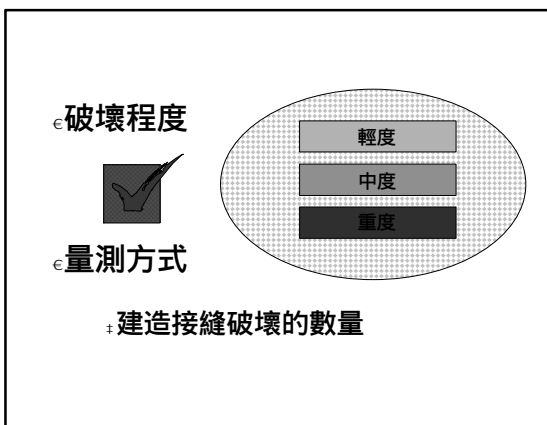 €破壞程度
輕度
中度
重度
€量測方式
‡建造接縫破壞的數量